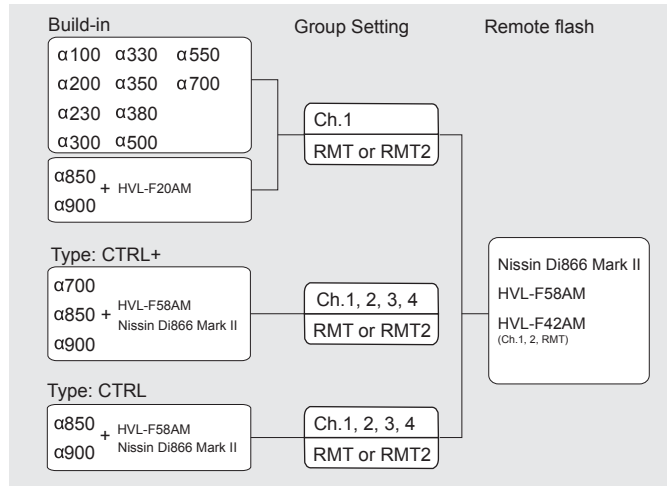 Build-in Group Setting Remote flash
α100 α330 α550
α200 α350 α700
α230 α380
α300 α500
Ch.1
RMT or RMT2
α850
+ HVL-F20AM
α900
Type: CTRL+
α700
α850 + HVL-F58AM
Nissin Di866 Mark II
α900
Ch.1, 2, 3, 4
RMT or RMT2
Nissin Di866 Mark II
HVL-F58AM
HVL-F42AM
(Ch.1, 2, RMT)
Type: CTRL
α850
+ HVL-F58AM
α900 Nissin Di866 Mark II
Ch.1, 2, 3, 4
RMT or RMT2